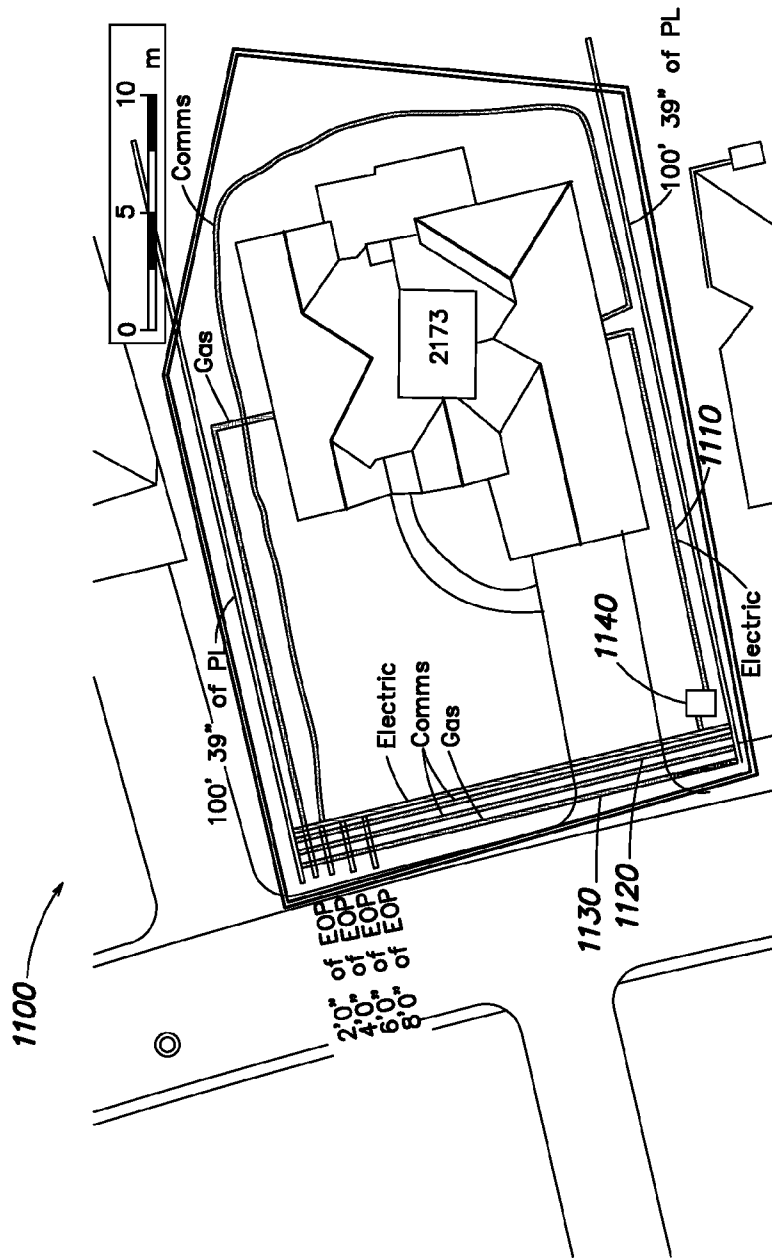 1100
0 5 10 m
Comms
Gas
100' 39" of PL
2173
Electric
Comms
Gas
1140
1110
Electric
100' 39" of PL
1130
1120
2'0" of EOP
4'0" of EOP
6'0" of EOP
8'0" of EOP